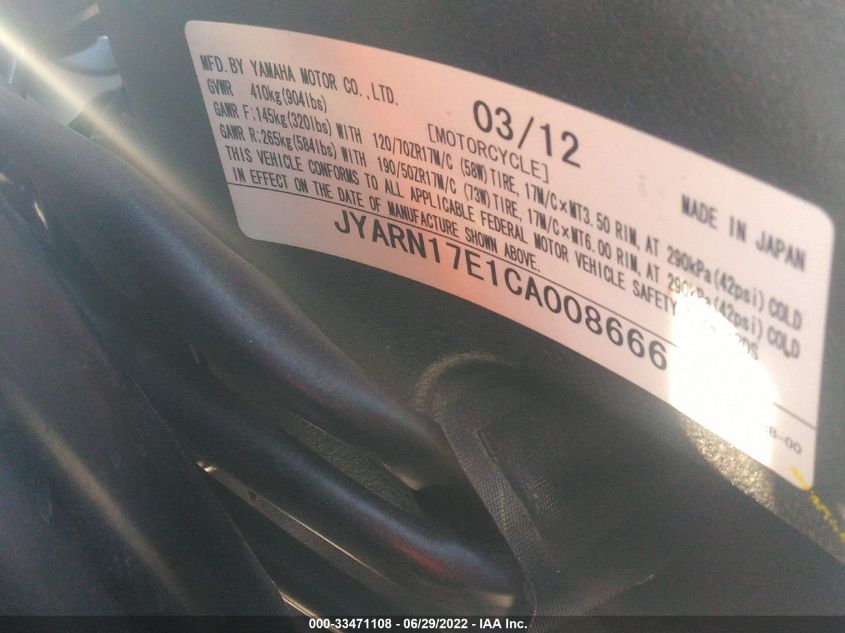 MFD. BY YAMAHA MOTOR CO., LTD.
03/12
GVWR 410kg(904lbs)
[MOTORCYCLE]
MADE IN JAPAN
GAWR F:145kg(320lbs)WITH 120/70ZR17M/C (58W)TIRE, 17M/C×MT3.50 RIM, AT 290kPa(42psi) COLD
GAWR R:265kg(584lbs)WITH 190/50ZR17M/C (73W)TIRE, 17M/C×MT6.00 RIM, AT 290kPa(42psi) COLD
THIS VEHICLE CONFORMS TO ALL APPLICABLE FEDERAL MOTOR VEHICLE SAFETY
IN EFFECT ON THE DATE OF MANUFACTURE SHOWN ABOVE.
JYARN17E1CA008666
000-33471108 - 06/29/2022 - IAA Inc.